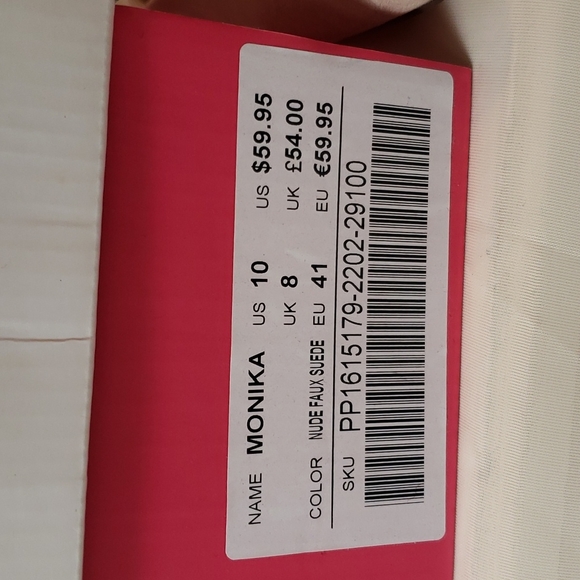 NAME MONIKA US 10 US $59.95
UK 8 UK £54.00
COLOR NUDE FAUX SUEDE EU 41 EU €59.95
SKU PP1615179-2202-29100